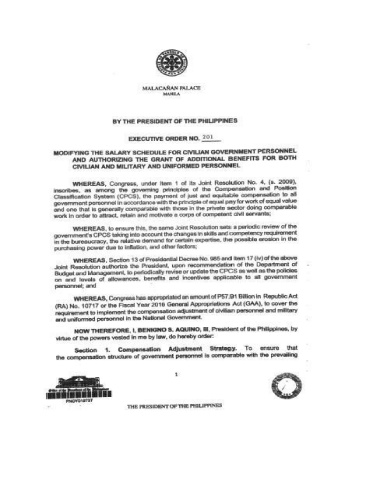 MALACAÑAN PALACE
MANILA
BY THE PRESIDENT OF THE PHILIPPINES
EXECUTIVE ORDER NO. 201
MODIFYING THE SALARY SCHEDULE FOR CIVILIAN GOVERNMENT PERSONNEL
AND AUTHORIZING THE GRANT OF ADDITIONAL BENEFITS FOR BOTH
CIVILIAN AND MILITARY AND UNIFORMED PERSONNEL
WHEREAS, Congress, under Item 1 of its Joint Resolution No. 4, (s. 2009),
inscribes, as among the governing principles of the Compensation and Position
Classification System (CPCS), the payment of just and equitable compensation to all
government personnel in accordance with the principle of equal pay for work of equal value
and one that is generally comparable with those in the private sector doing comparable
work in order to attract, retain and motivate a corps of competent civil servants;
WHEREAS, to ensure this, the same Joint Resolution sets a periodic review of the
government's CPCS taking into account the changes in skills and competency requirements
in the bureaucracy, the relative demand for certain expertise, the possible erosion in the
purchasing power due to inflation, and other factors;
WHEREAS, Section 13 of Presidential Decree No. 985 and Item 17 (iv) of the above
Joint Resolution authorize the President, upon recommendation of the Department of
Budget and Management, to periodically revise or update the CPCS as well as the policies
on and levels of allowances, benefits and incentives applicable to all government
personnel; and
WHEREAS, Congress has appropriated an amount of P57.91 Billion in Republic Act
(RA) No. 10717 or the Fiscal Year 2016 General Appropriations Act (GAA), to cover the
requirement to implement the compensation adjustment of civilian personnel and military
and uniformed personnel in the National Government.
NOW THEREFORE, I, BENIGNO S. AQUINO, III, President of the Philippines, by
virtue of the powers vested in me by law, do hereby order:
Section 1. Compensation Adjustment Strategy. To ensure that
the compensation structure of government personnel is comparable with the prevailing
1
THE PRESIDENT OF THE PHILIPPINES